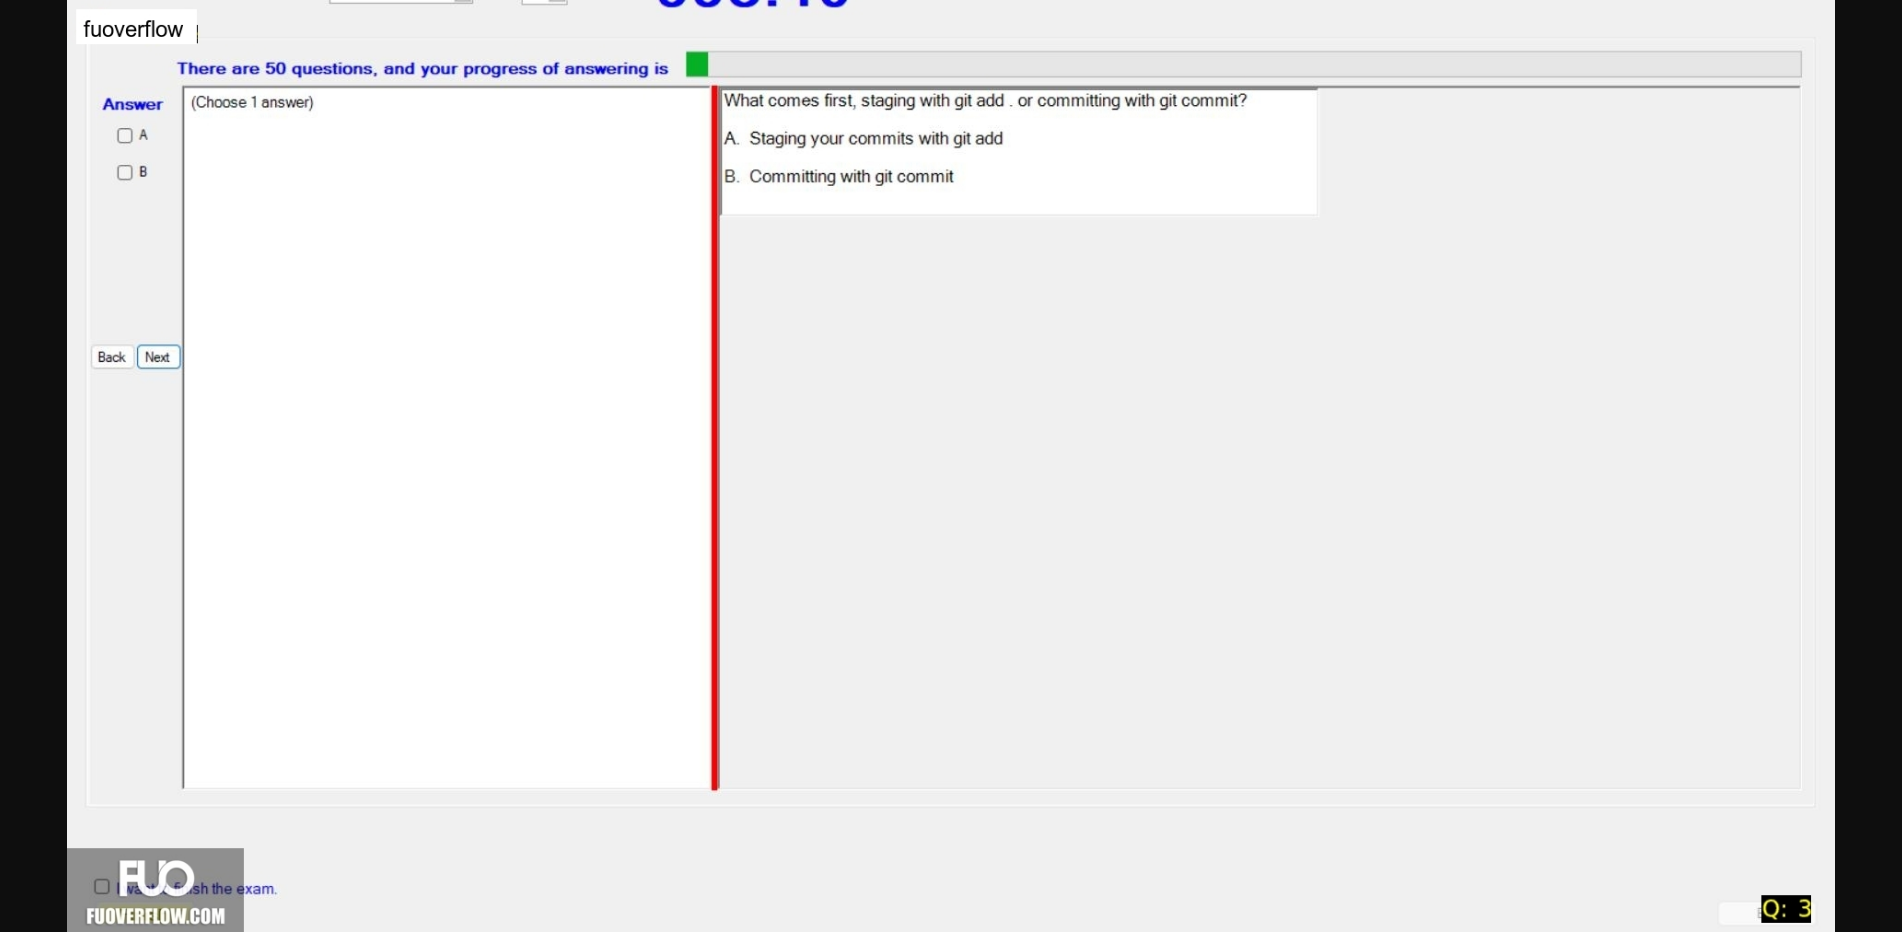 fuoverflow
There are 50 questions, and your progress of answering is
Answer
(Choose 1 answer)
A
B
What comes first, staging with git add . or committing with git commit?
A. Staging your commits with git add
B. Committing with git commit
Back
Next
FUO
I want finish the exam.
FUOVERFLOW.COM
Q: 3